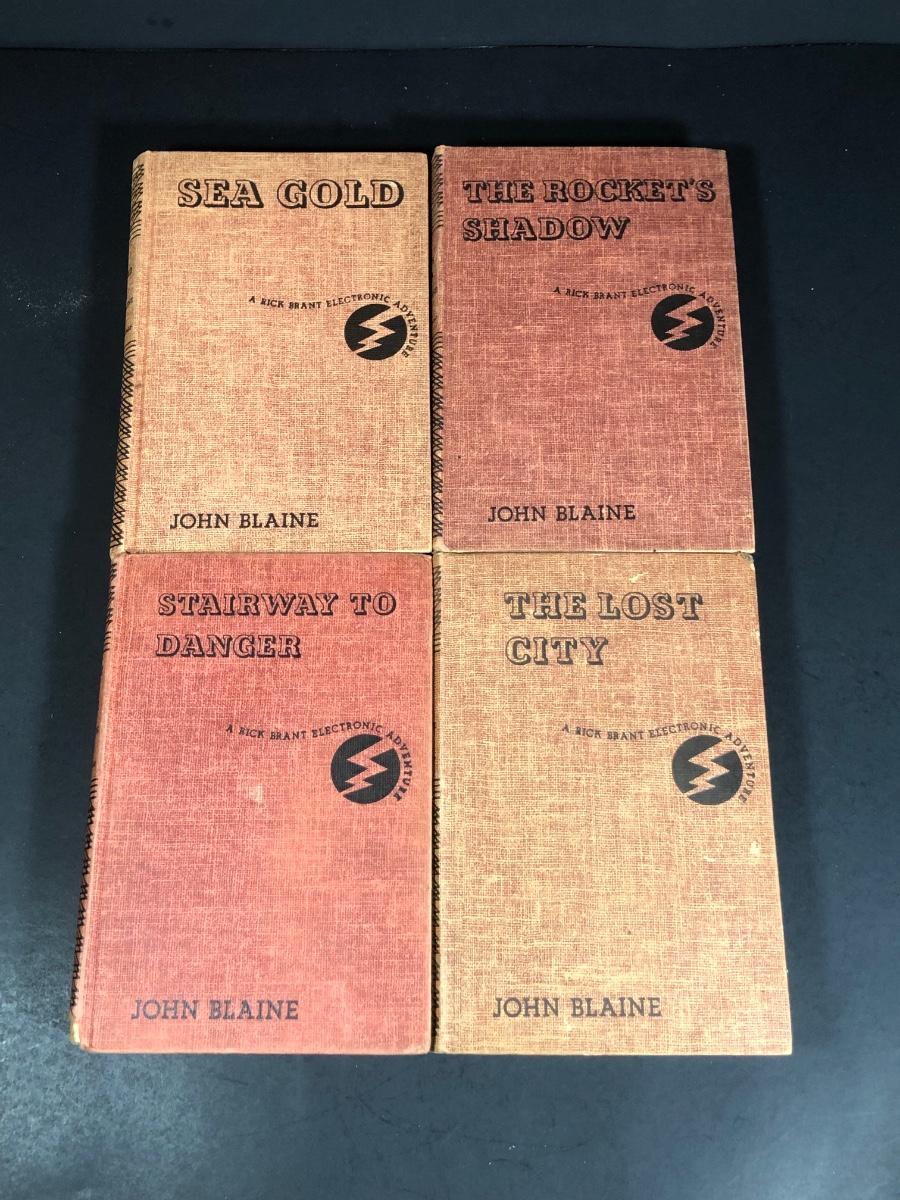 SEA GOLD
A RICK BRANT ELECTRONIC ADVENTURE
JOHN BLAINE
THE ROCKET'S
SHADOW
A RICK BRANT ELECTRONIC ADVENTURE
JOHN BLAINE
STAIRWAY TO
DANGER
A RICK BRANT ELECTRONIC ADVENTURE
JOHN BLAINE
THE LOST
CITY
A RICK BRANT ELECTRONIC ADVENTURE
JOHN BLAINE